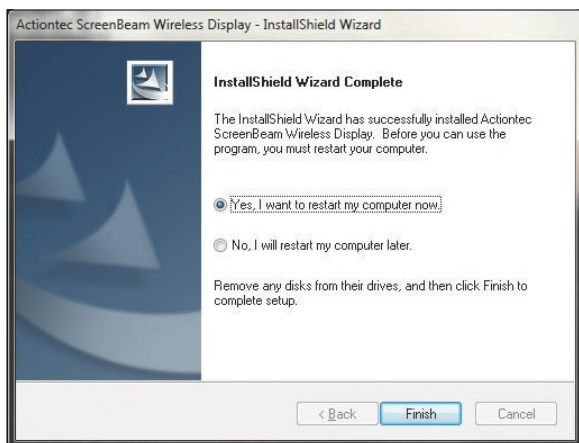 Actiontec ScreenBeam Wireless Display - InstallShield Wizard
InstallShield Wizard Complete
The InstallShield Wizard has successfully installed Actiontec
ScreenBeam Wireless Display. Before you can use the
program, you must restart your computer.
Yes, I want to restart my computer now.
No, I will restart my computer later.
Remove any disks from their drives, and then click Finish to
complete setup.
< Back
Finish
Cancel